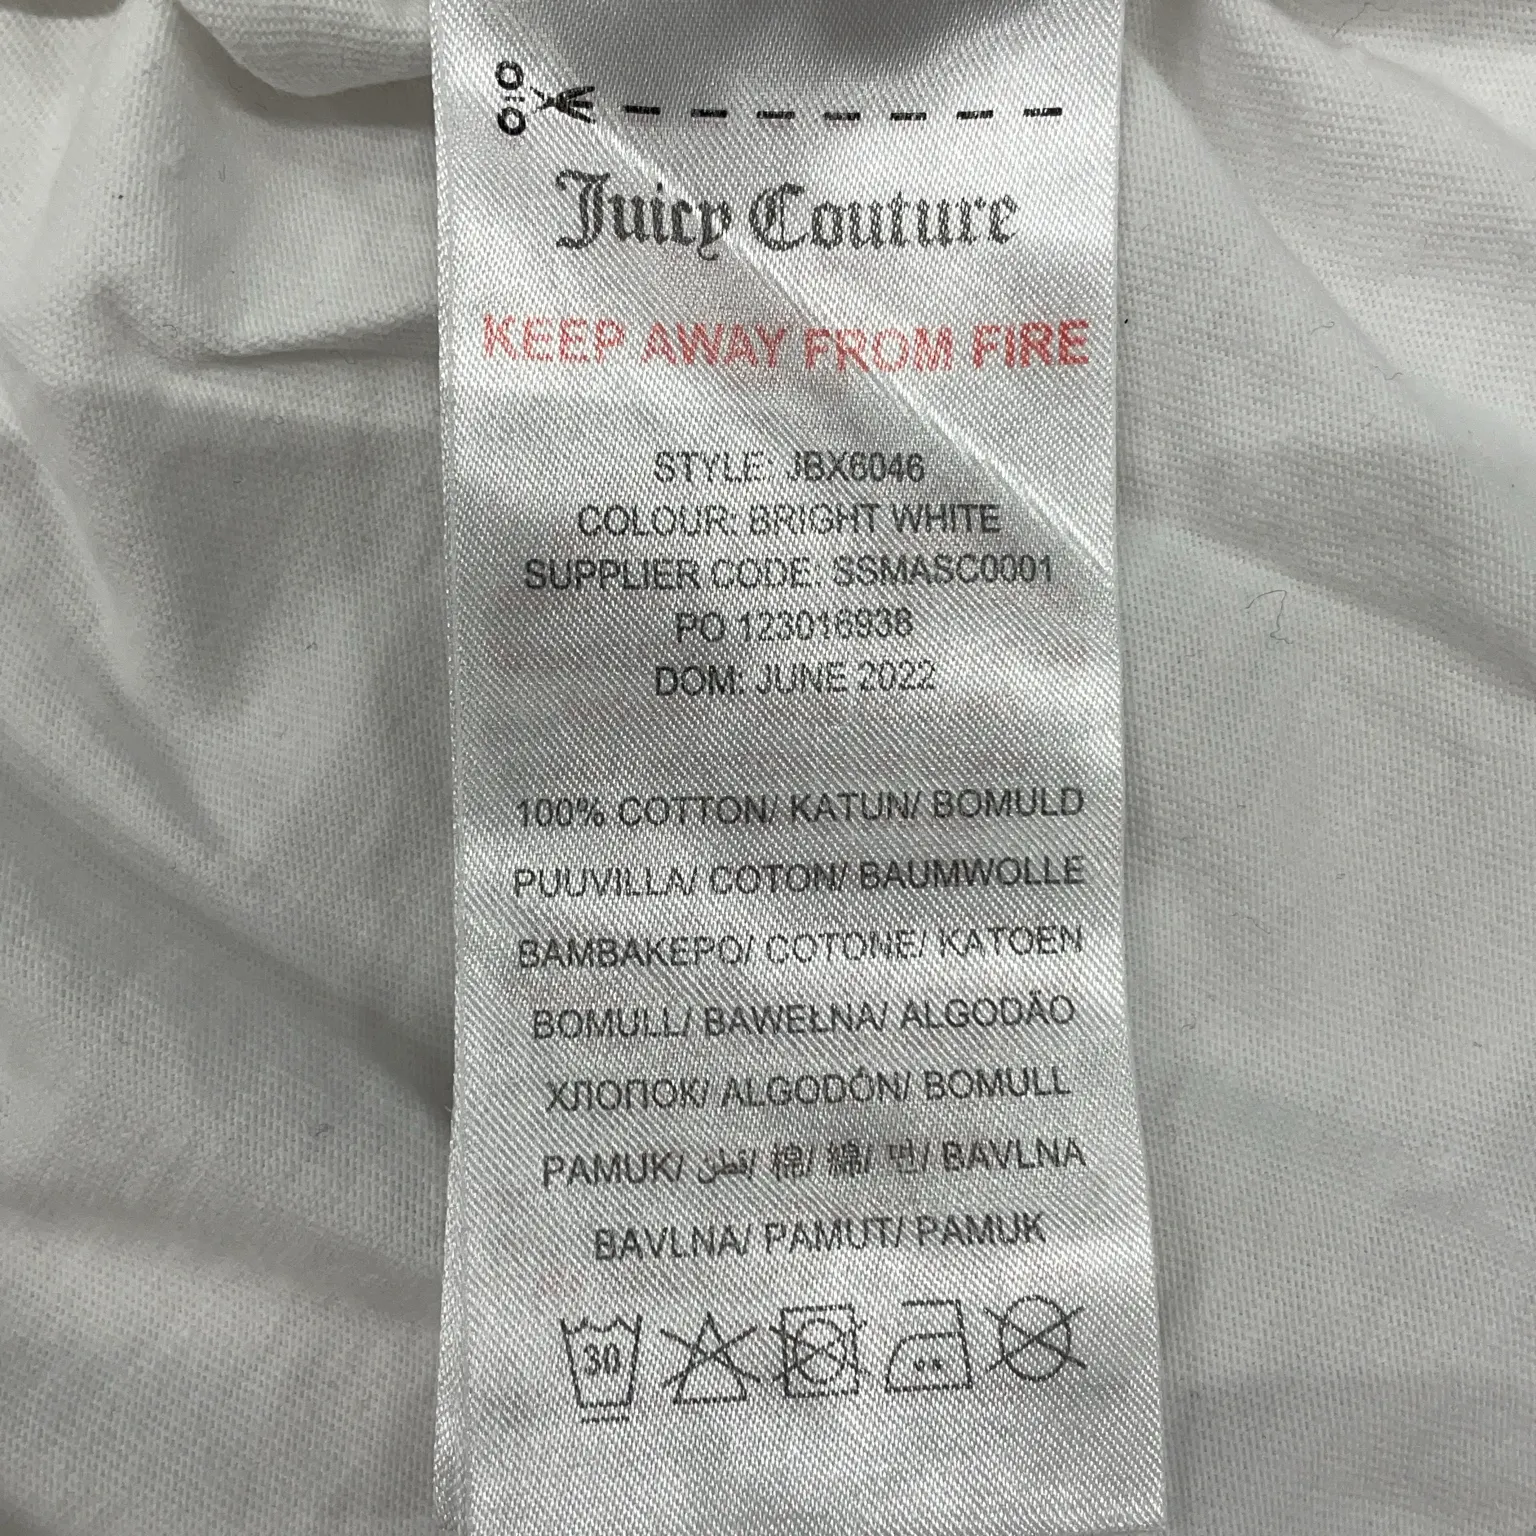 Juicy Couture
KEEP AWAY FROM FIRE
STYLE: JBX6046
COLOUR: BRIGHT WHITE
SUPPLIER CODE: SSMASC0001
PO 123016938
DOM: JUNE 2022
100% COTTON/ KATUN/ BOMULD
PUUVILLA/ COTON/ BAUMWOLLE
BAMBAKEPO/ COTONE/ KATOEN
BOMULL/ BAWEŁNA/ ALGODÃO
ХЛОПОК/ ALGODÓN/ BOMULL
PAMUK/ قطن/ 棉/ 綿/ 면/ BAVLNA
BAVLNA/ PAMUT/ PAMUK
30